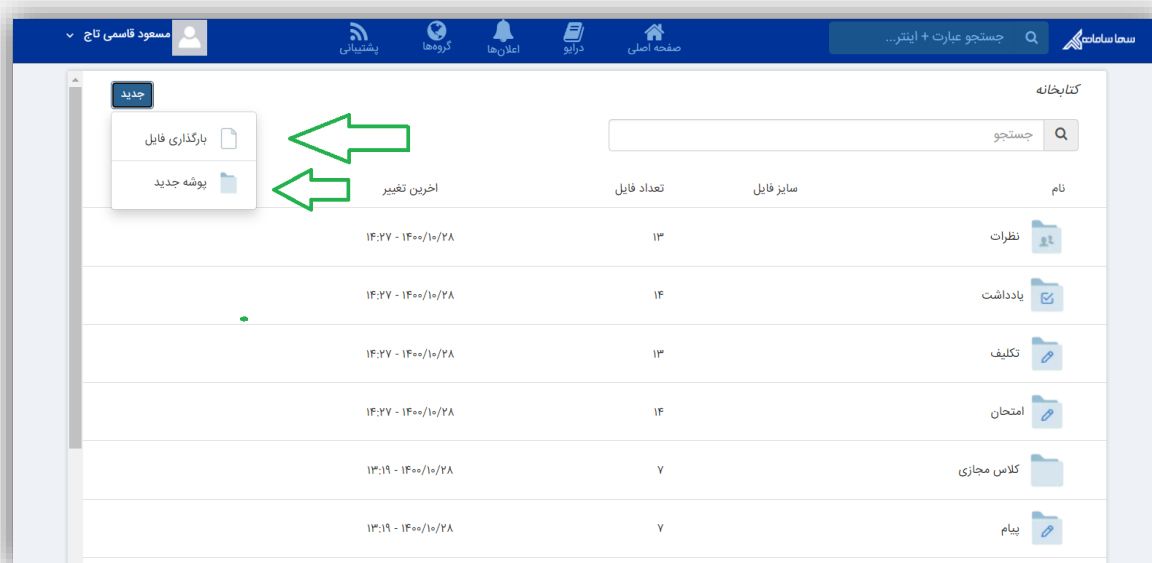 سما سامانه
جستجو عبارت + اینتر...
صفحه اصلی
درایو
اعلان‌ها
گروه‌ها
پشتیبانی
مسعود قاسمی تاج
کتابخانه
جدید
جستجو
بارگذاری فایل
پوشه جدید
نام سایز فایل تعداد فایل اخرین تغییر
نظرات ۱۳ ۱۴۰۰/۱۰/۲۸ - ۱۴:۲۷
یادداشت ۱۴ ۱۴۰۰/۱۰/۲۸ - ۱۴:۲۷
تکلیف ۱۳ ۱۴۰۰/۱۰/۲۸ - ۱۴:۲۷
امتحان ۱۴ ۱۴۰۰/۱۰/۲۸ - ۱۴:۲۷
کلاس مجازی ۷ ۱۴۰۰/۱۰/۲۸ - ۱۳:۱۹
پیام ۷ ۱۴۰۰/۱۰/۲۸ - ۱۳:۱۹